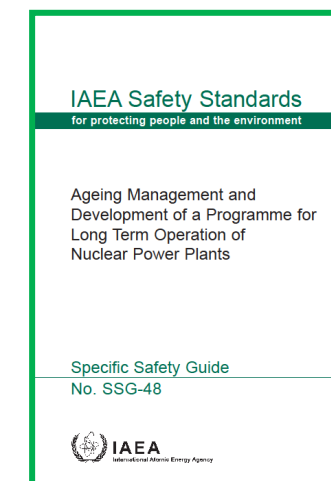 IAEA Safety Standards
for protecting people and the environment
Ageing Management and
Development of a Programme for
Long Term Operation of
Nuclear Power Plants
Specific Safety Guide
No. SSG-48
IAEA
International Atomic Energy Agency